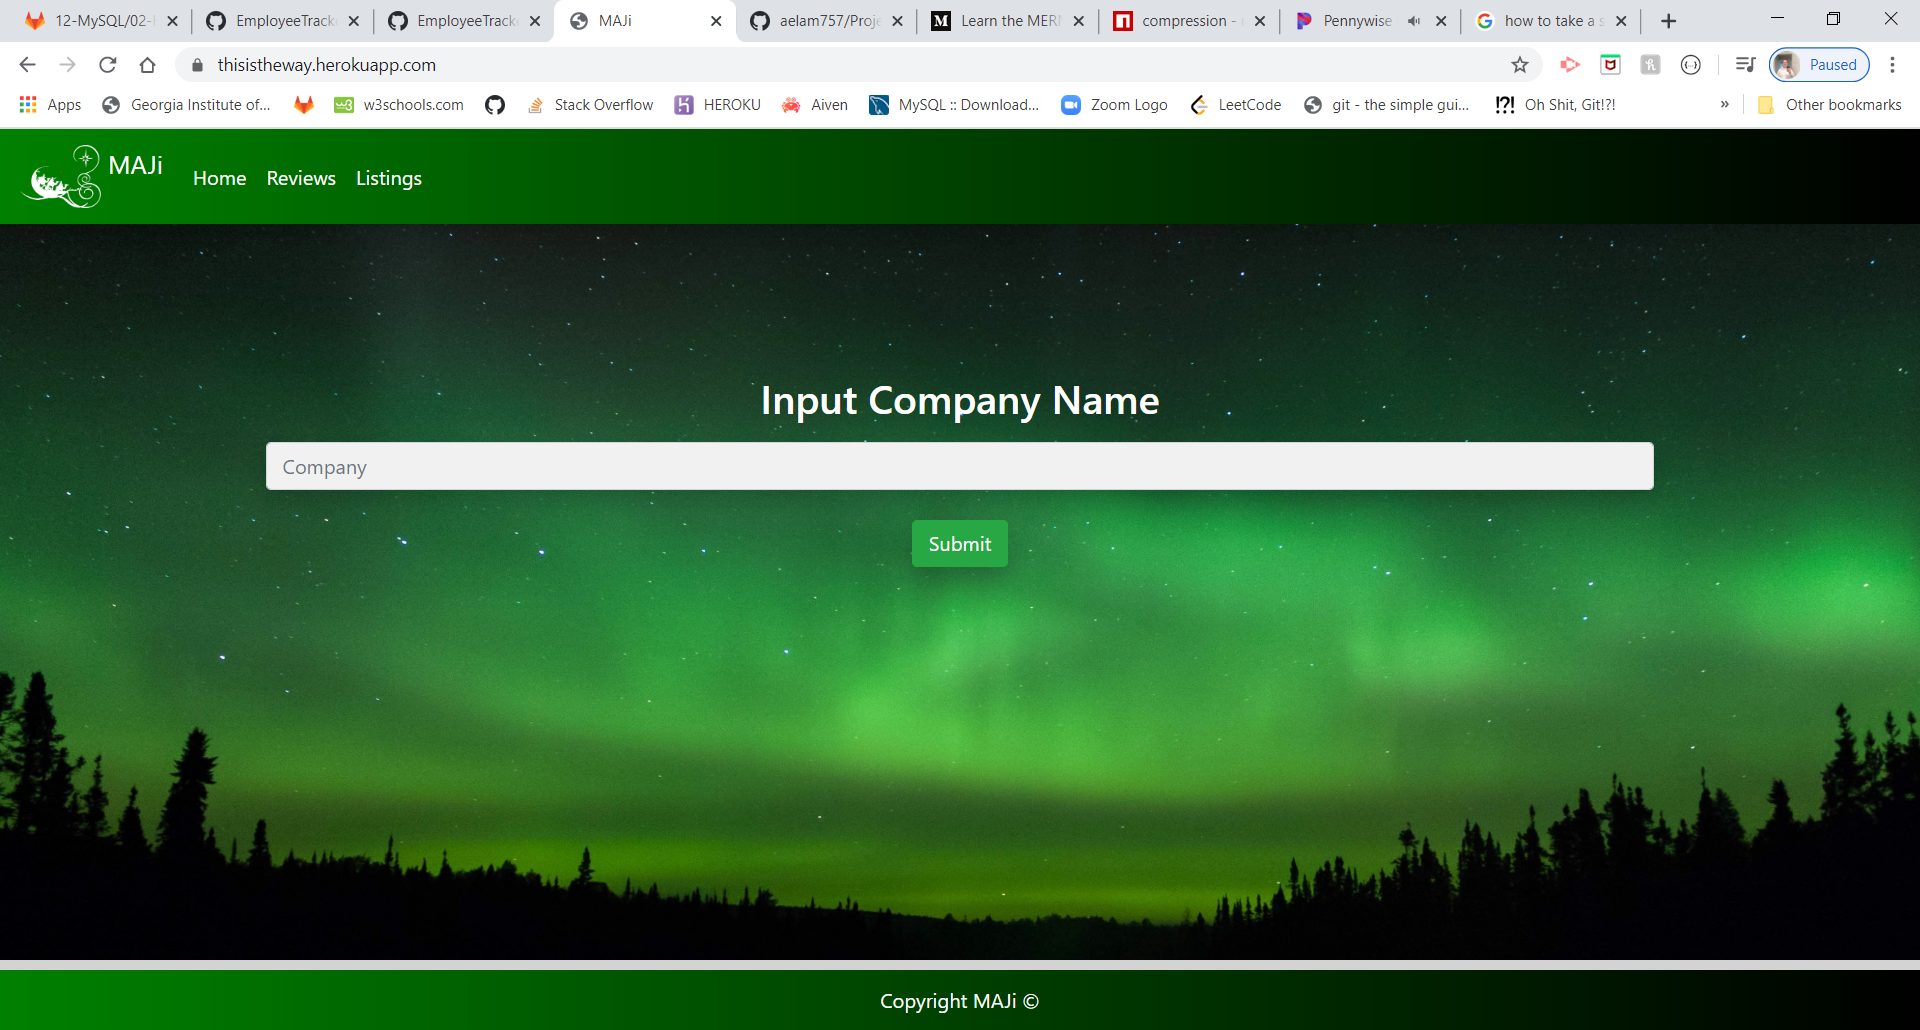 12-MySQL/02- EmployeeTrack EmployeeTrack MAJi aelam757/Proje Learn the MER compression - Pennywise how to take a s
thisistheway.herokuapp.com Paused
Apps Georgia Institute of... w3schools.com Stack Overflow HEROKU Aiven MySQL :: Download... Zoom Logo LeetCode git - the simple gui... !?! Oh Shit, Git!?! » Other bookmarks
MAJi Home Reviews Listings
Input Company Name
Company
Submit
Copyright MAJi ©